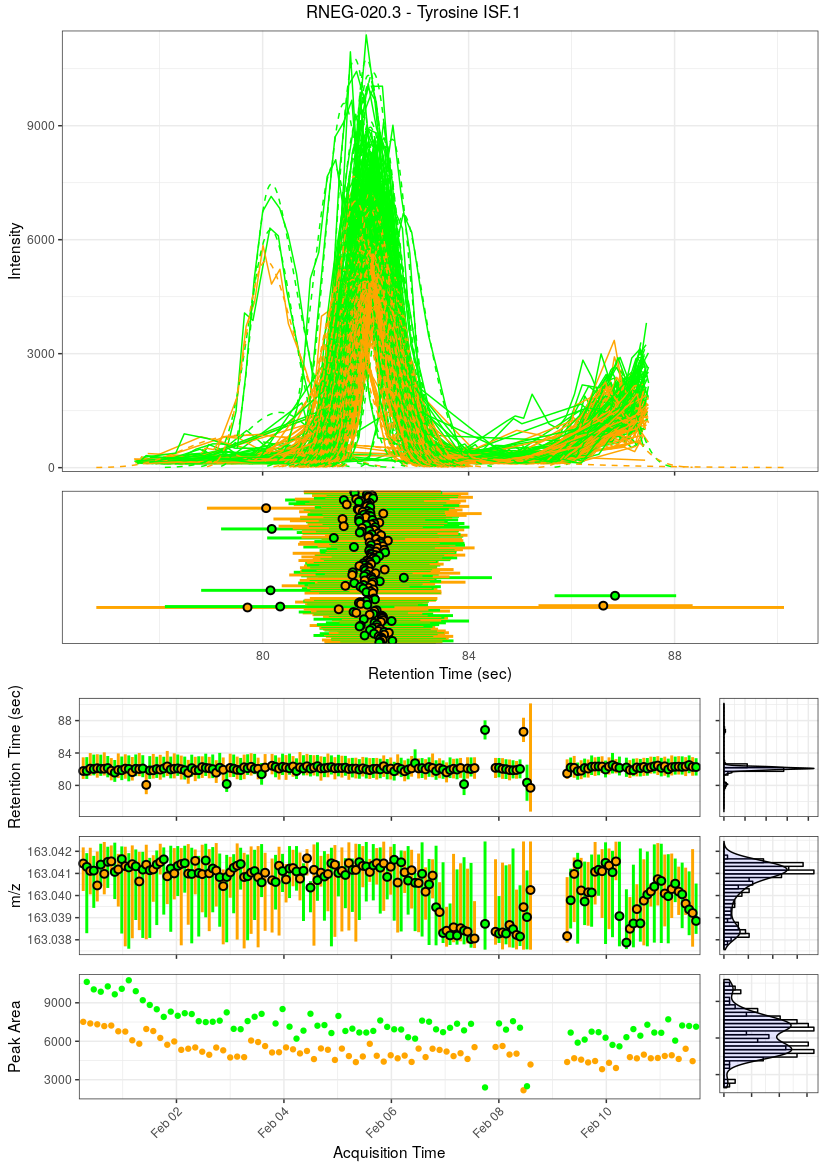 RNEG-020.3 - Tyrosine ISF.1
Intensity
9000
6000
3000
0
80
84
88
Retention Time (sec)
Retention Time (sec)
88
84
80
m/z
163.042
163.041
163.040
163.039
163.038
Peak Area
9000
6000
3000
Feb 02
Feb 04
Feb 06
Feb 08
Feb 10
Acquisition Time